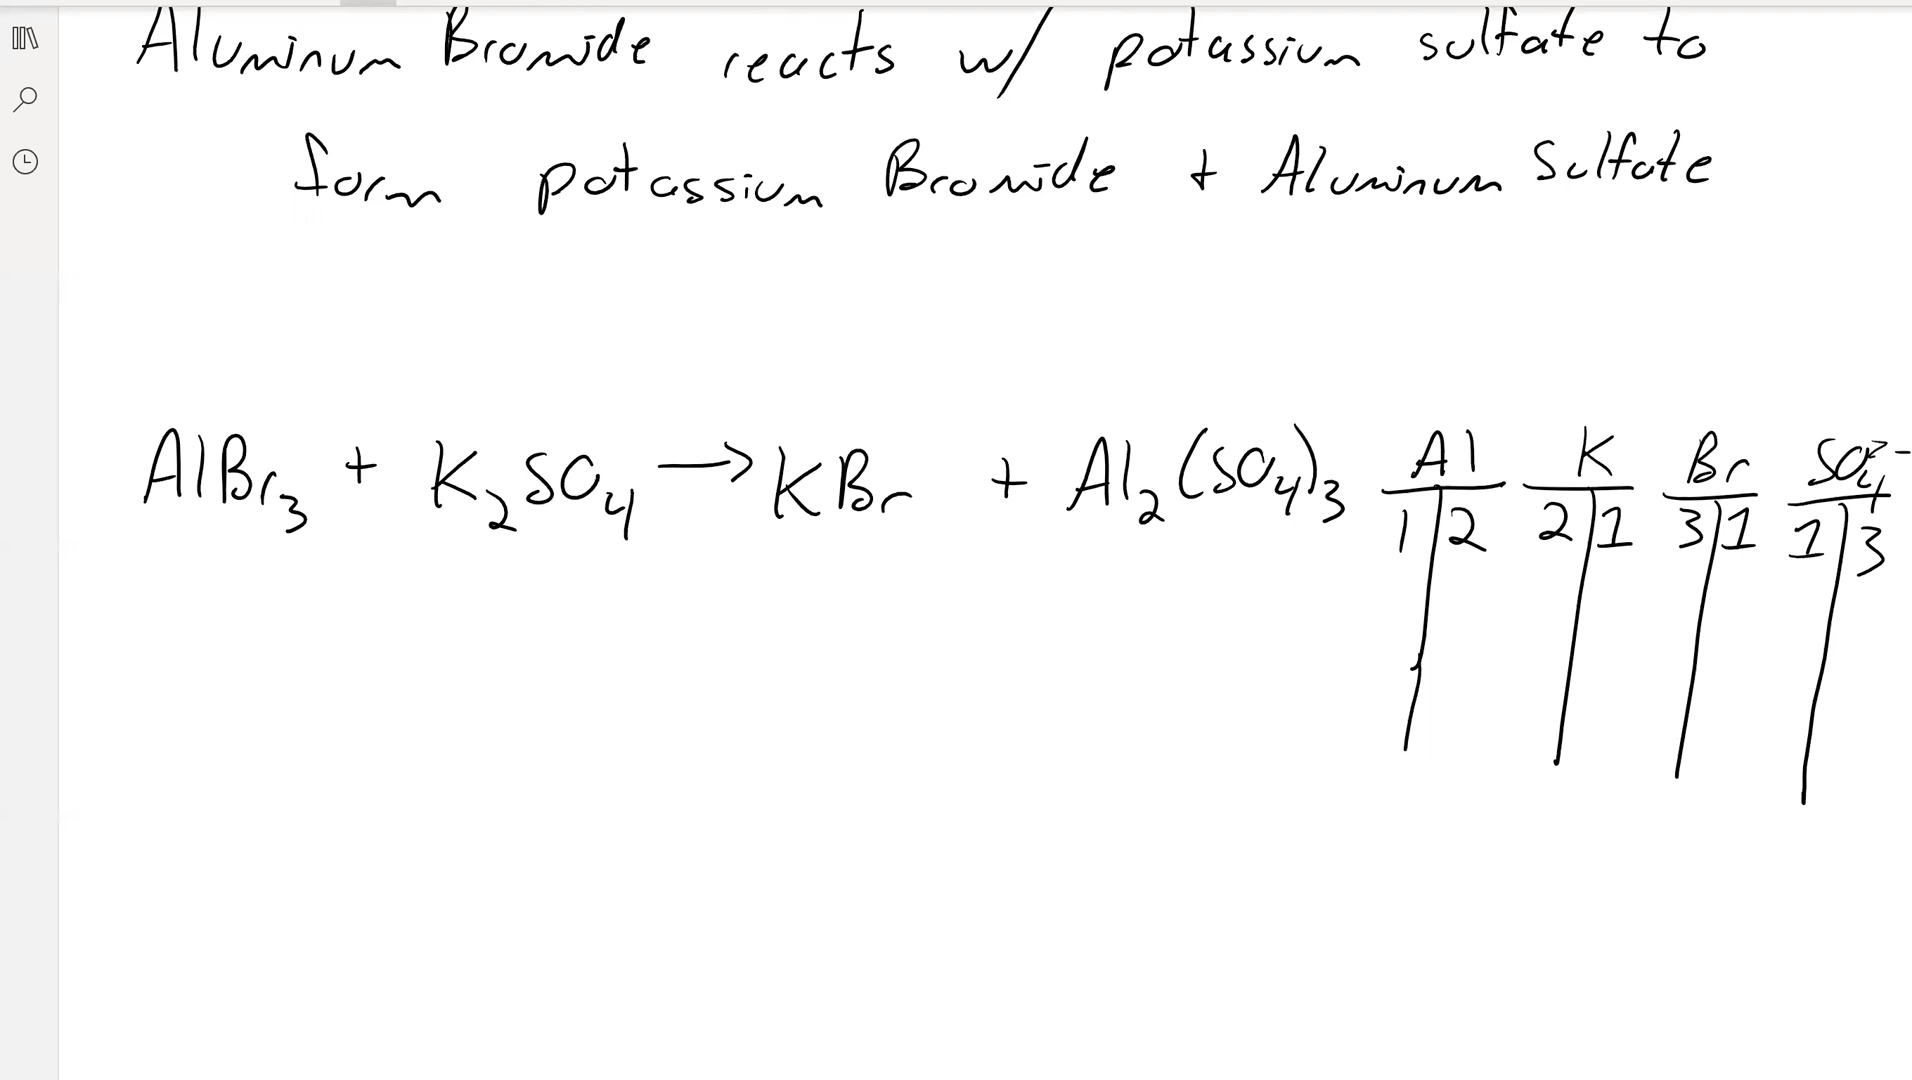 Aluminum Bromide reacts w/ potassium sulfate to
form potassium Bromide + Aluminum Sulfate
AlBr₃ + K₂SO₄ → KBr + Al₂(SO₄)₃ Al K Br SO₄²⁻
1 2 2 1 3 1 1 3